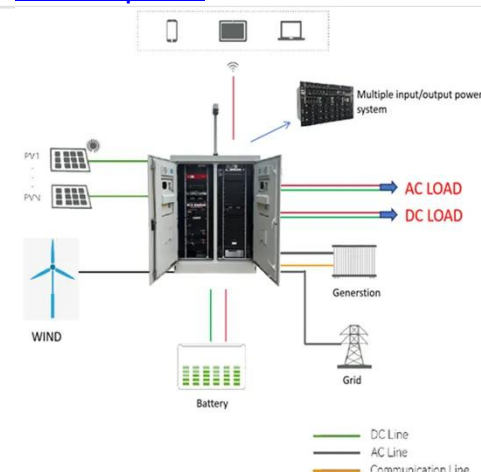 Multiple input/output power
system
PV1
PVN
AC LOAD
DC LOAD
WIND
Generstion
Grid
Battery
DC Line
AC Line
Communication Line